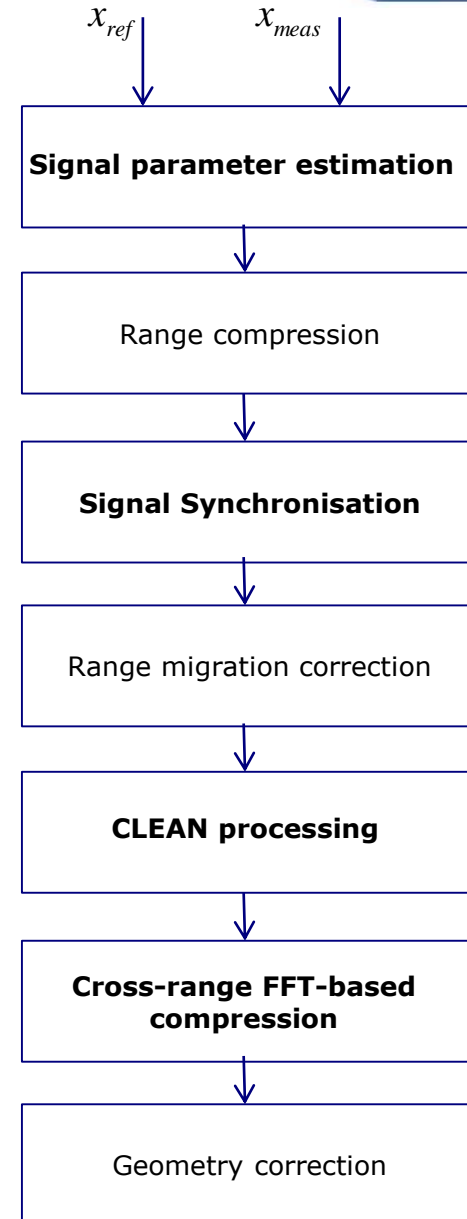 x_ref x_meas
Signal parameter estimation
Range compression
Signal Synchronisation
Range migration correction
CLEAN processing
Cross-range FFT-based
compression
Geometry correction